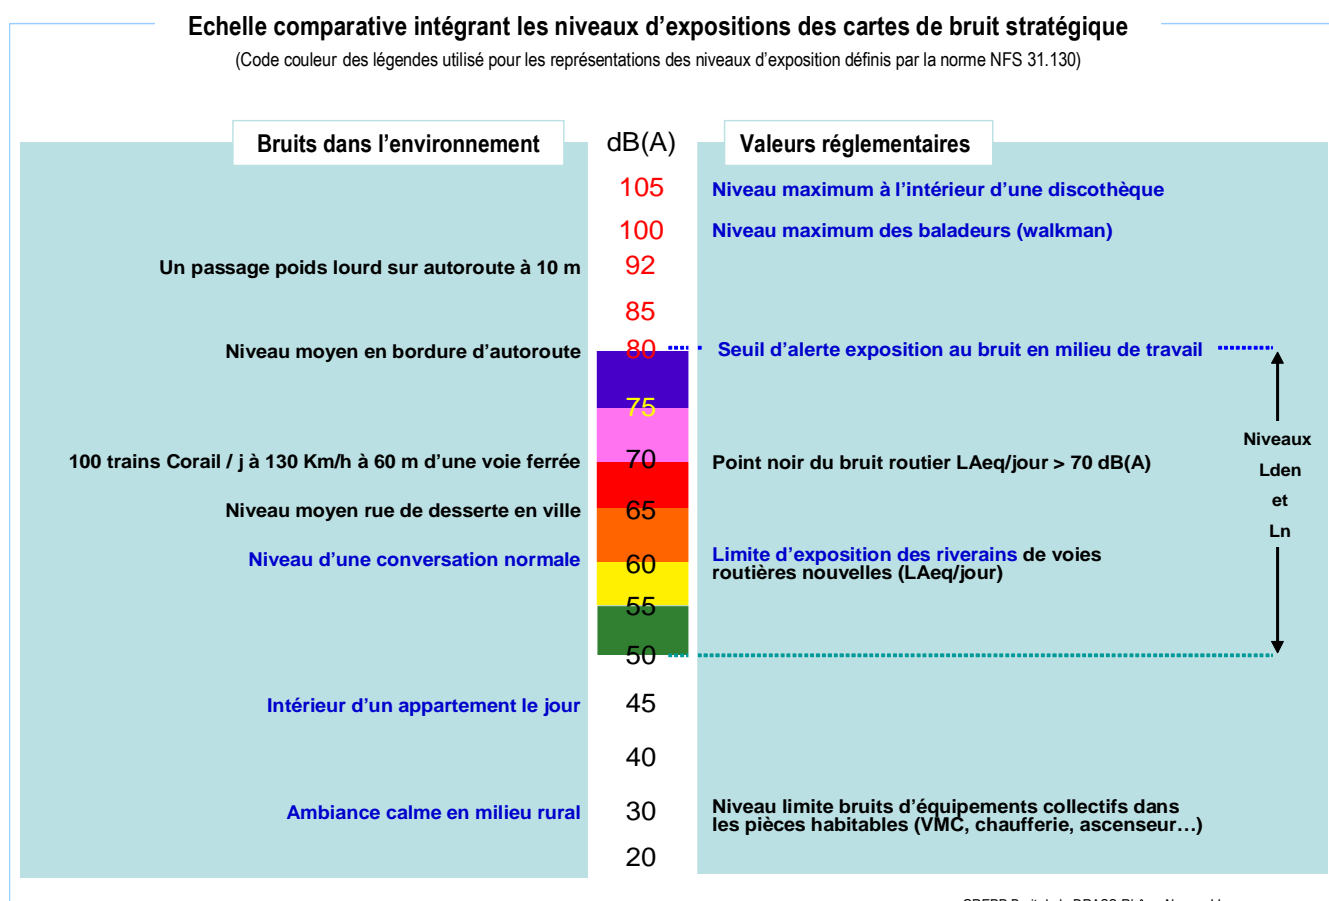 Echelle comparative intégrant les niveaux d'expositions des cartes de bruit stratégique
(Code couleur des légendes utilisé pour les représentations des niveaux d'exposition définis par la norme NFS 31.130)
Bruits dans l'environnement
dB(A)
Valeurs réglementaires
105
Niveau maximum à l'intérieur d'une discothèque
100
Niveau maximum des baladeurs (walkman)
Un passage poids lourd sur autoroute à 10 m
92
85
Niveau moyen en bordure d'autoroute
80
Seuil d'alerte exposition au bruit en milieu de travail
75
Niveaux
Lden
et
Ln
100 trains Corail / j à 130 Km/h à 60 m d'une voie ferrée
70
Point noir du bruit routier LAeq/jour > 70 dB(A)
Niveau moyen rue de desserte en ville
65
Niveau d'une conversation normale
60
Limite d'exposition des riverains de voies
routières nouvelles (LAeq/jour)
55
50
Intérieur d'un appartement le jour
45
40
Ambiance calme en milieu rural
30
Niveau limite bruits d'équipements collectifs dans
les pièces habitables (VMC, chaufferie, ascenseur…)
20